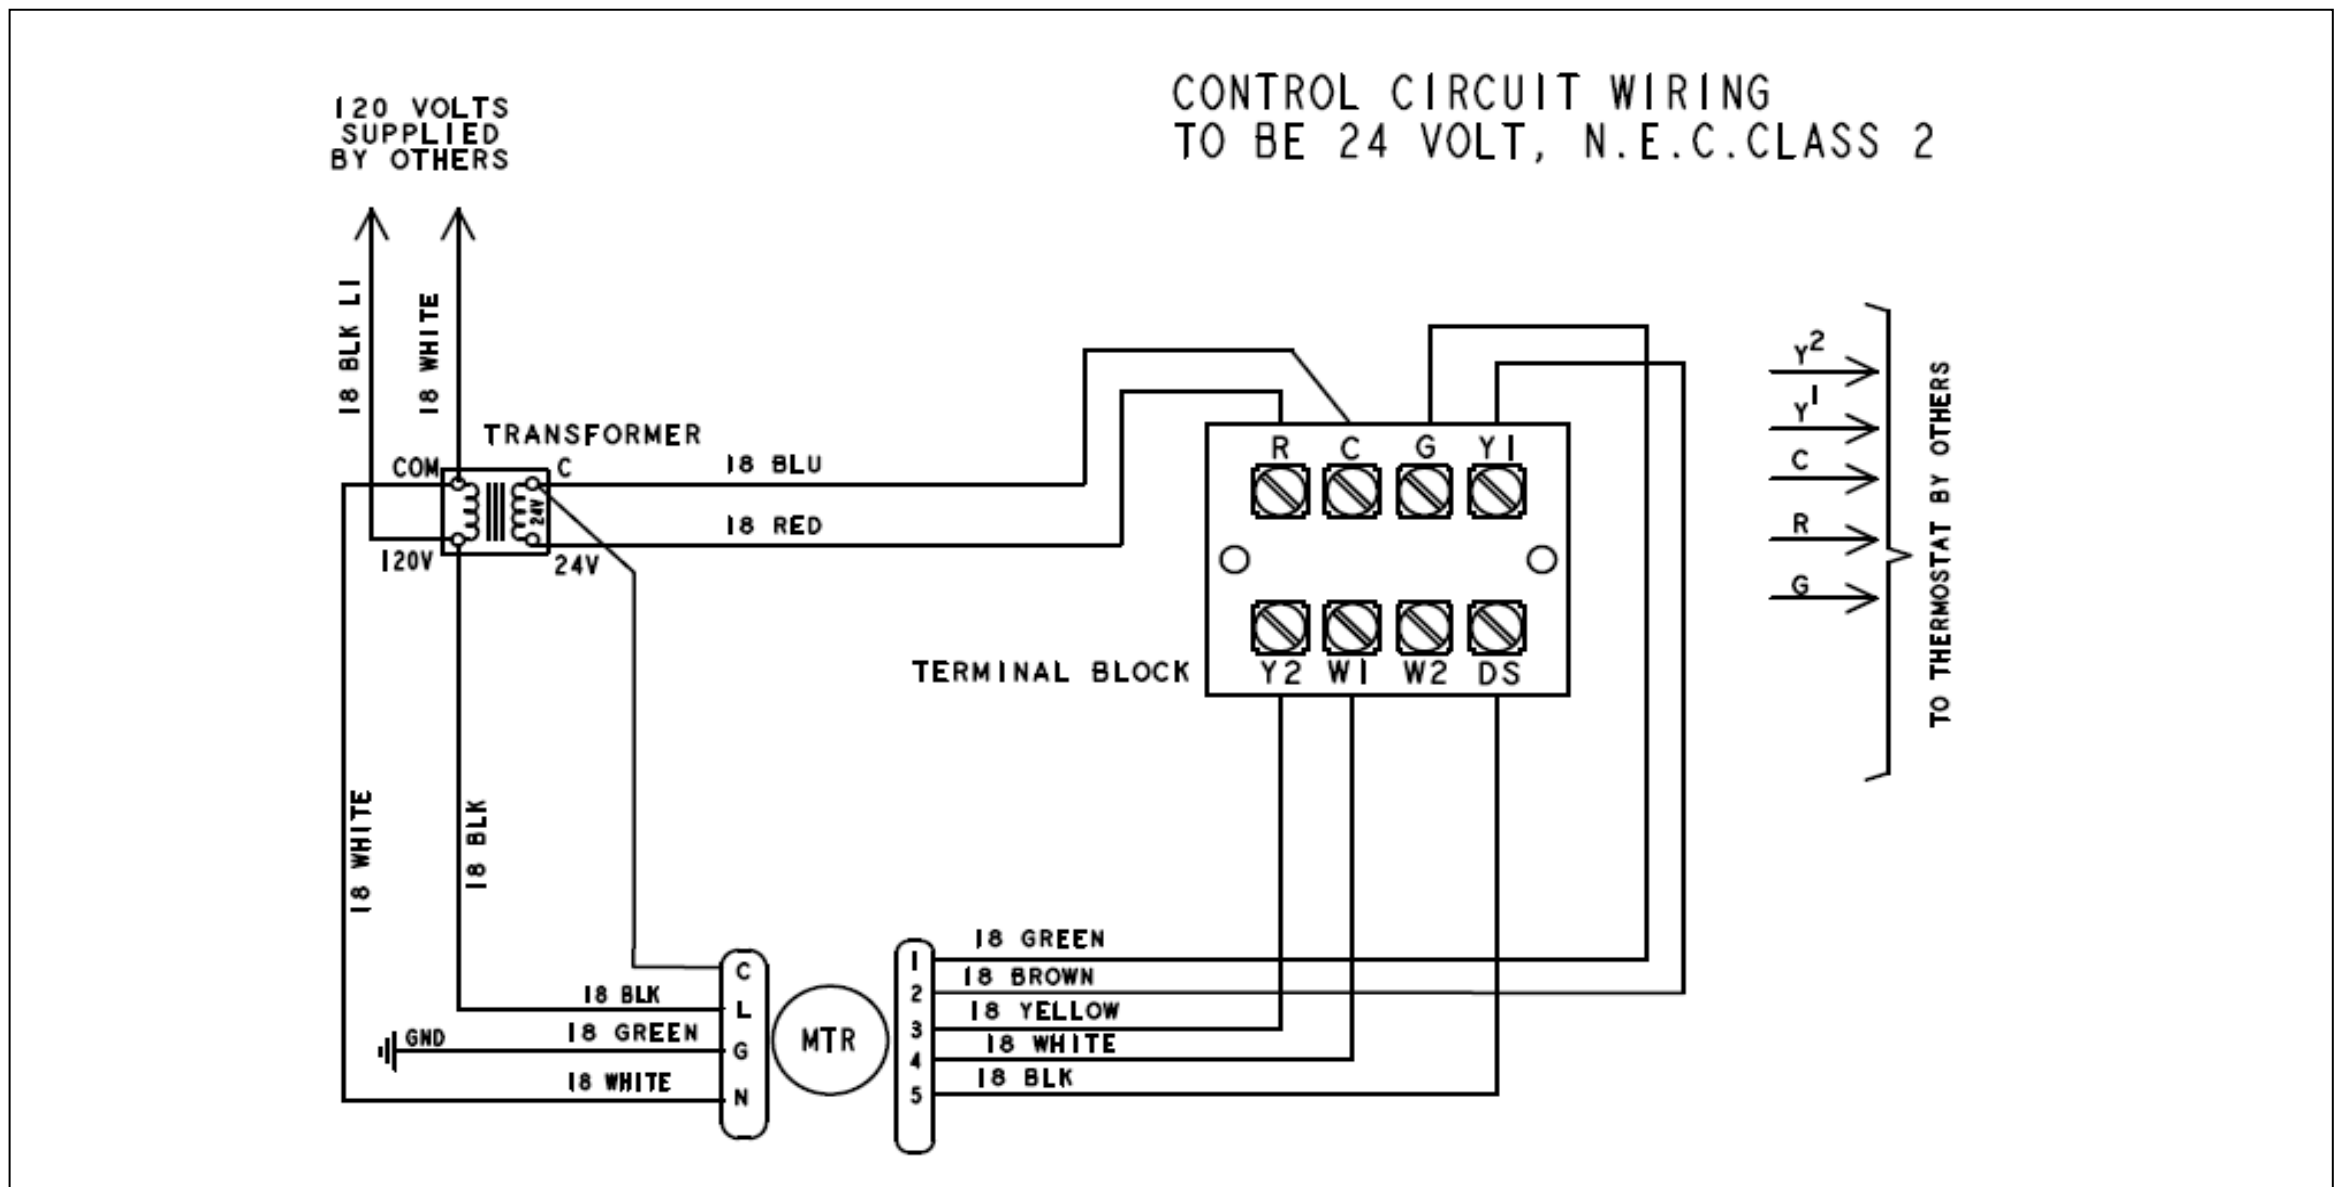 120 VOLTS
SUPPLIED
BY OTHERS
CONTROL CIRCUIT WIRING
TO BE 24 VOLT, N.E.C.CLASS 2
18 BLK L1
18 WHITE
TRANSFORMER
COM
C
120V
24V
24V
18 BLU
18 RED
R C G Y1
Y2 W1 W2 DS
TERMINAL BLOCK
Y2
Y1
C
R
G
TO THERMOSTAT BY OTHERS
18 WHITE
18 BLK
18 BLK
GND
18 GREEN
18 WHITE
C
L
G
N
MTR
1
2
3
4
5
18 GREEN
18 BROWN
18 YELLOW
18 WHITE
18 BLK